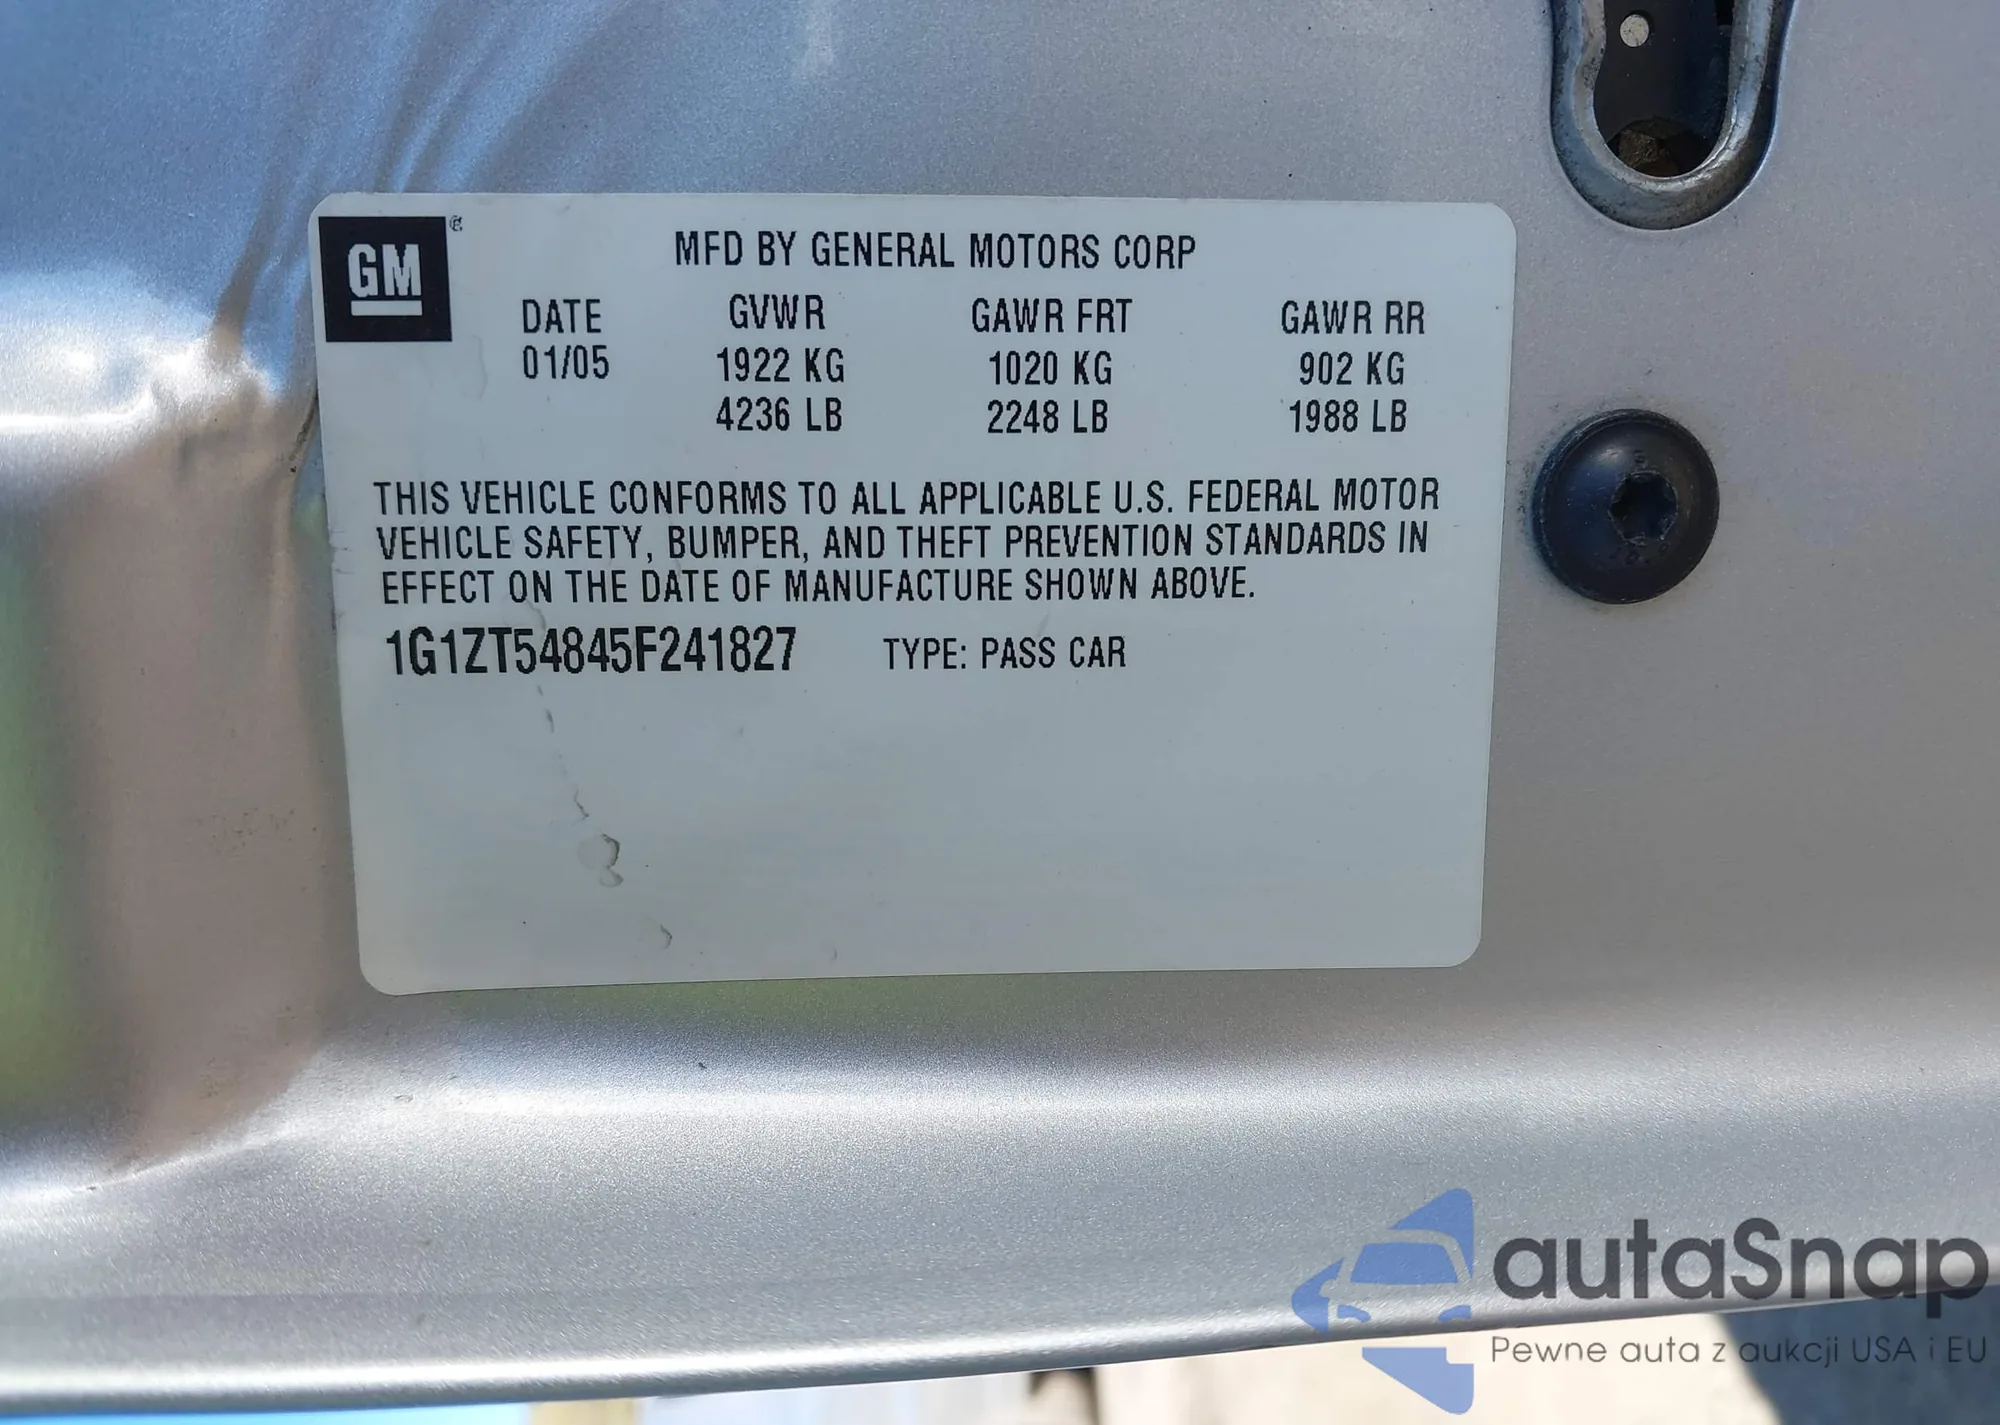 GM
MFD BY GENERAL MOTORS CORP
DATE GVWR GAWR FRT GAWR RR
01/05 1922 KG 1020 KG 902 KG
4236 LB 2248 LB 1988 LB
THIS VEHICLE CONFORMS TO ALL APPLICABLE U.S. FEDERAL MOTOR
VEHICLE SAFETY, BUMPER, AND THEFT PREVENTION STANDARDS IN
EFFECT ON THE DATE OF MANUFACTURE SHOWN ABOVE.
1G1ZT54845F241827 TYPE: PASS CAR
autaSnap
Pewne auta z aukcji USA i EU